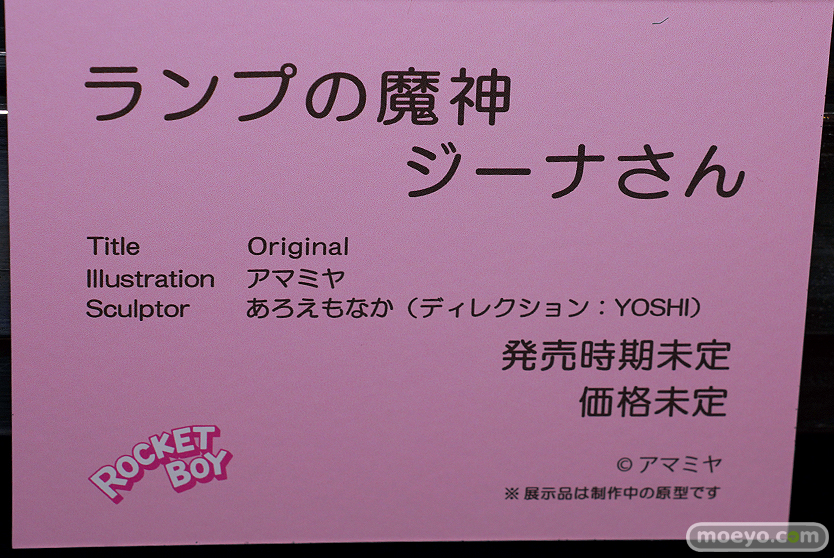 ランプの魔神
ジーナさん
Title Original
Illustration アマミヤ
Sculptor あろえもなか（ディレクション：YOSHI）
発売時期未定
価格未定
ROCKET
BOY
© アマミヤ
※展示品は制作中の原型です
moeyo.com